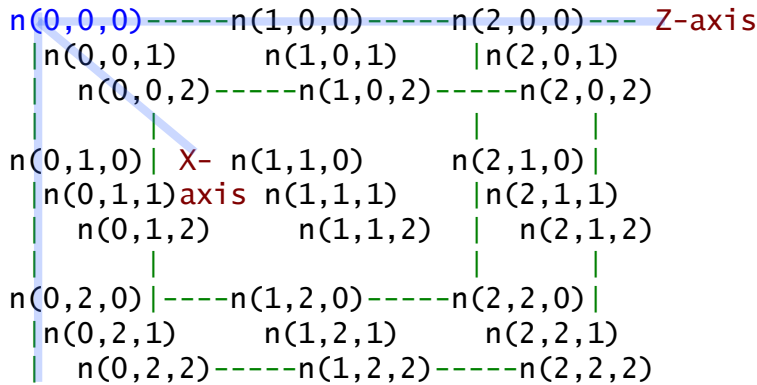 n(0,0,0)-----n(1,0,0)-----n(2,0,0)--- Z-axis
|n(0,0,1) n(1,0,1) |n(2,0,1)
| n(0,0,2)-----n(1,0,2)-----n(2,0,2)
| | | |
n(0,1,0)| X- n(1,1,0) n(2,1,0)|
|n(0,1,1)axis n(1,1,1) |n(2,1,1)
| n(0,1,2) n(1,1,2) | n(2,1,2)
| | | |
n(0,2,0)|----n(1,2,0)-----n(2,2,0)|
|n(0,2,1) n(1,2,1) n(2,2,1)
| n(0,2,2)-----n(1,2,2)-----n(2,2,2)